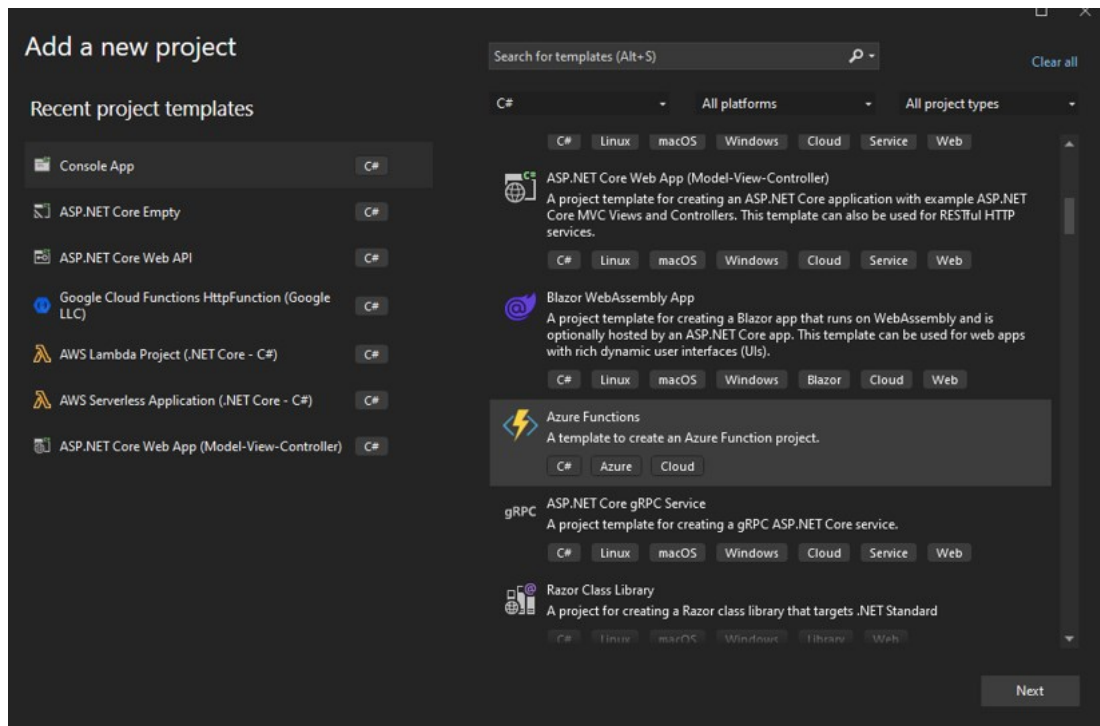 Add a new project
Search for templates (Alt+S)
Clear all
Recent project templates
C#
All platforms
All project types
Console App
C#
ASP.NET Core Empty
C#
ASP.NET Core Web API
C#
Google Cloud Functions HttpFunction (Google
LLC)
C#
AWS Lambda Project (.NET Core - C#)
C#
AWS Serverless Application (.NET Core - C#)
C#
ASP.NET Core Web App (Model-View-Controller)
C#
C# Linux macOS Windows Cloud Service Web
ASP.NET Core Web App (Model-View-Controller)
A project template for creating an ASP.NET Core application with example ASP.NET
Core MVC Views and Controllers. This template can also be used for RESTful HTTP
services.
C# Linux macOS Windows Cloud Service Web
Blazor WebAssembly App
A project template for creating a Blazor app that runs on WebAssembly and is
optionally hosted by an ASP.NET Core app. This template can be used for web apps
with rich dynamic user interfaces (UIs).
C# Linux macOS Windows Blazor Cloud Web
Azure Functions
A template to create an Azure Function project.
C# Azure Cloud
gRPC
ASP.NET Core gRPC Service
A project template for creating a gRPC ASP.NET Core service.
C# Linux macOS Windows Cloud Service Web
Razor Class Library
A project for creating a Razor class library that targets .NET Standard
C# Linux macOS Windows Library Web
Next